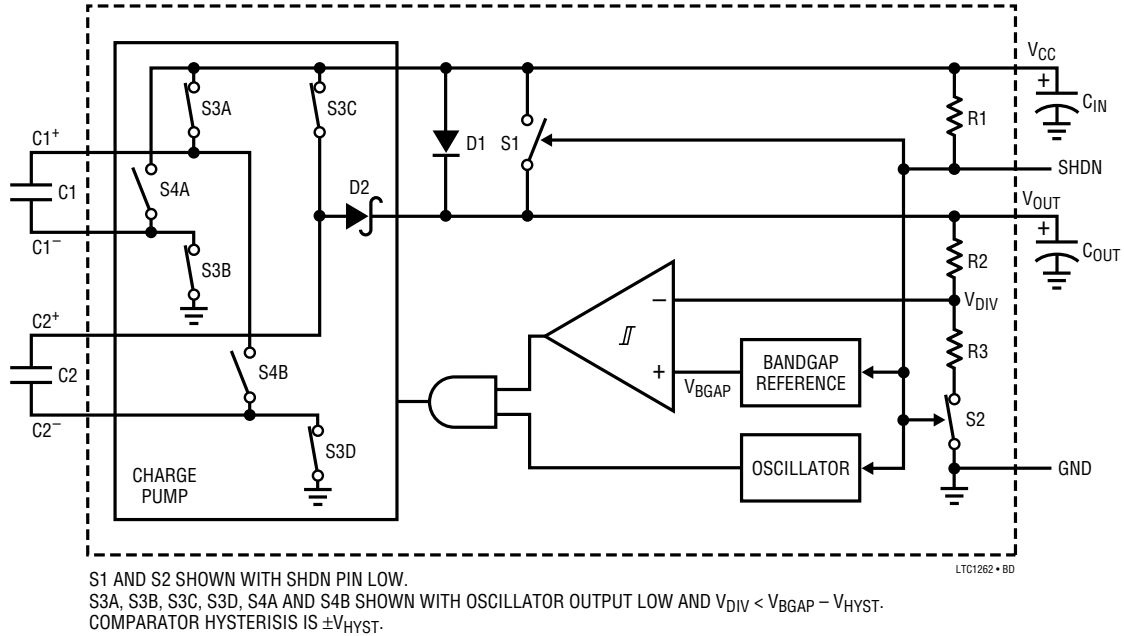 V_CC
+
C_IN
S3A
S3C
R1
C1⁺
D1
S1
SHDN
C1
S4A
D2
V_OUT
+
C1⁻
C_OUT
S3B
R2
−
V_DIV
C2⁺
R3
C2
S4B
+
V_BGAP
BANDGAP
REFERENCE
C2⁻
S2
S3D
OSCILLATOR
GND
CHARGE
PUMP
LTC1262 • BD
S1 AND S2 SHOWN WITH SHDN PIN LOW.
S3A, S3B, S3C, S3D, S4A AND S4B SHOWN WITH OSCILLATOR OUTPUT LOW AND V_DIV < V_BGAP – V_HYST.
COMPARATOR HYSTERISIS IS ±V_HYST.